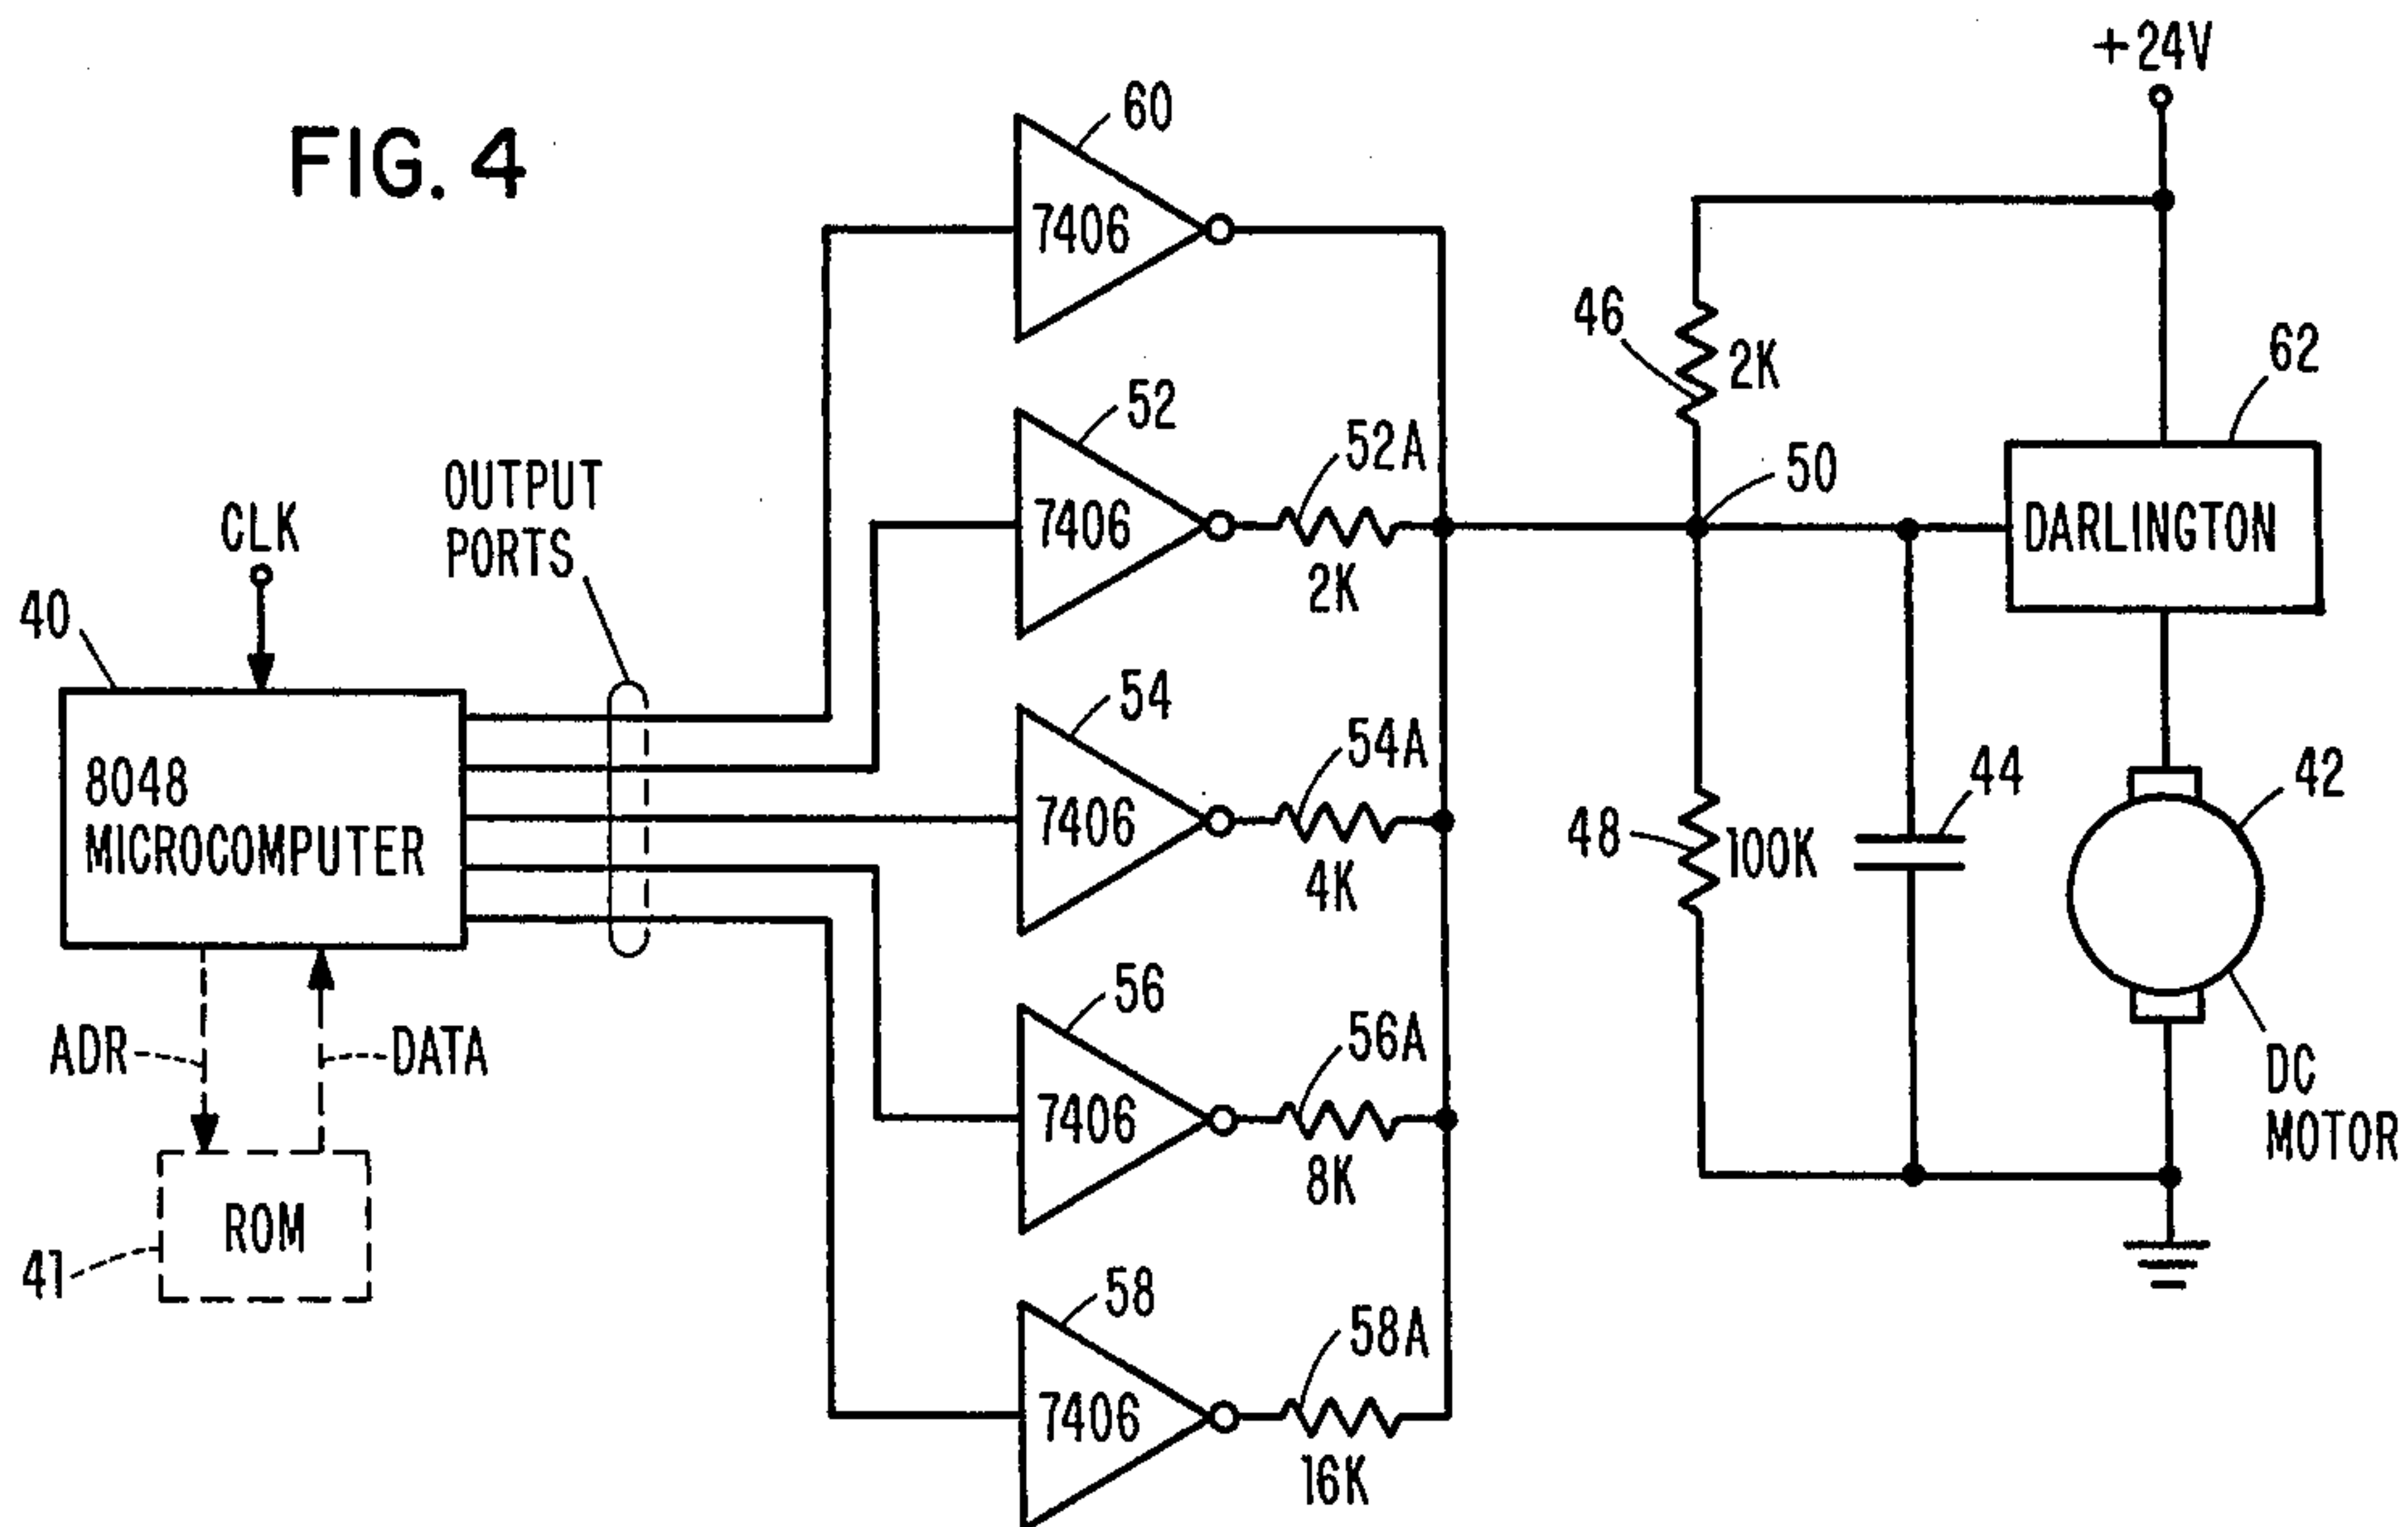 FIG. 4
+24V
60
7406
46
2K
62
52
7406
52A
2K
50
DARLINGTON
OUTPUT
PORTS
CLK
40
8048
MICROCOMPUTER
54
7406
54A
4K
48
100K
44
42
DC
MOTOR
ADR
DATA
56
7406
56A
8K
ROM
41
58
7406
58A
16K